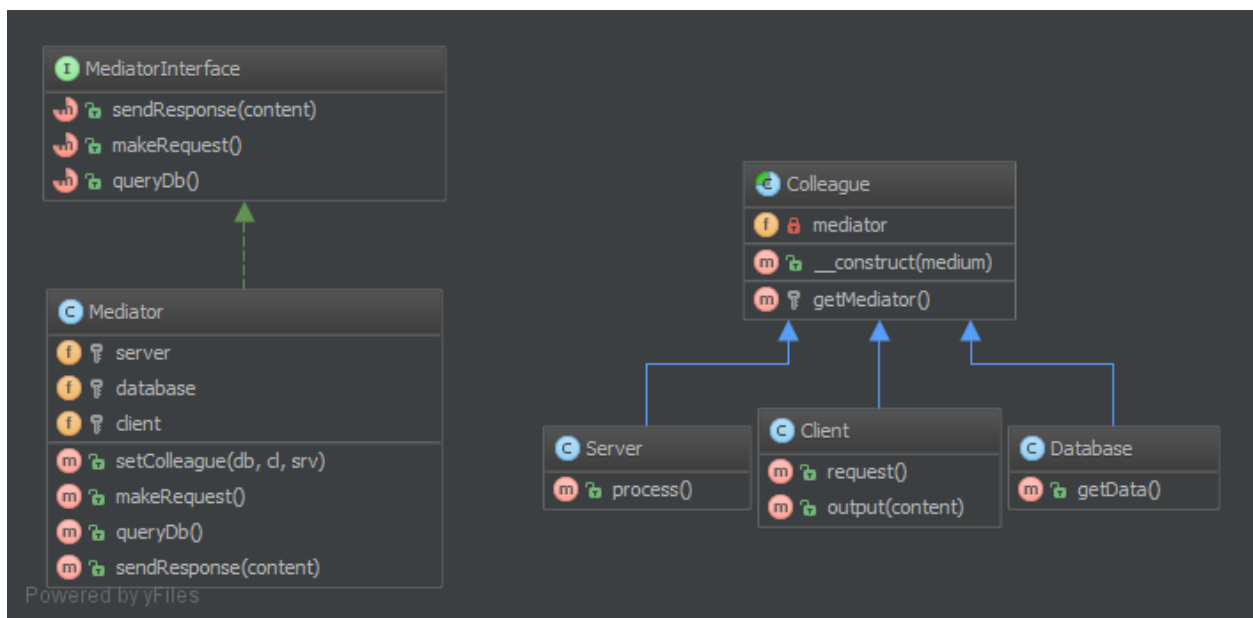 MediatorInterface
sendResponse(content)
makeRequest()
queryDb()
Mediator
server
database
client
setColleague(db, cl, srv)
makeRequest()
queryDb()
sendResponse(content)
Colleague
mediator
__construct(medium)
getMediator()
Server
process()
Client
request()
output(content)
Database
getData()
Powered by yFiles